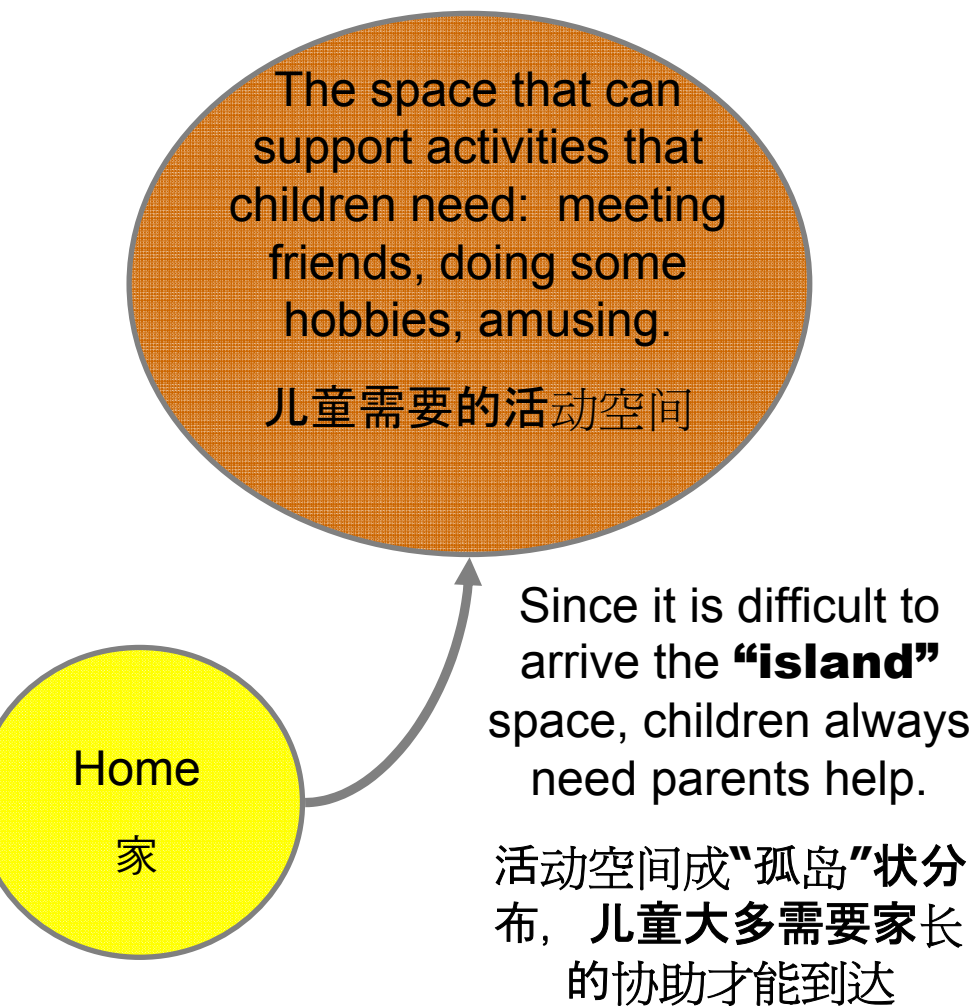 The space that can
support activities that
children need:  meeting
friends, doing some
hobbies, amusing.
儿童需要的活动空间
Home
家
Since it is difficult to
arrive the “island”
space, children always
need parents help.
活动空间成“孤岛”状分
布， 儿童大多需要家长
的协助才能到达